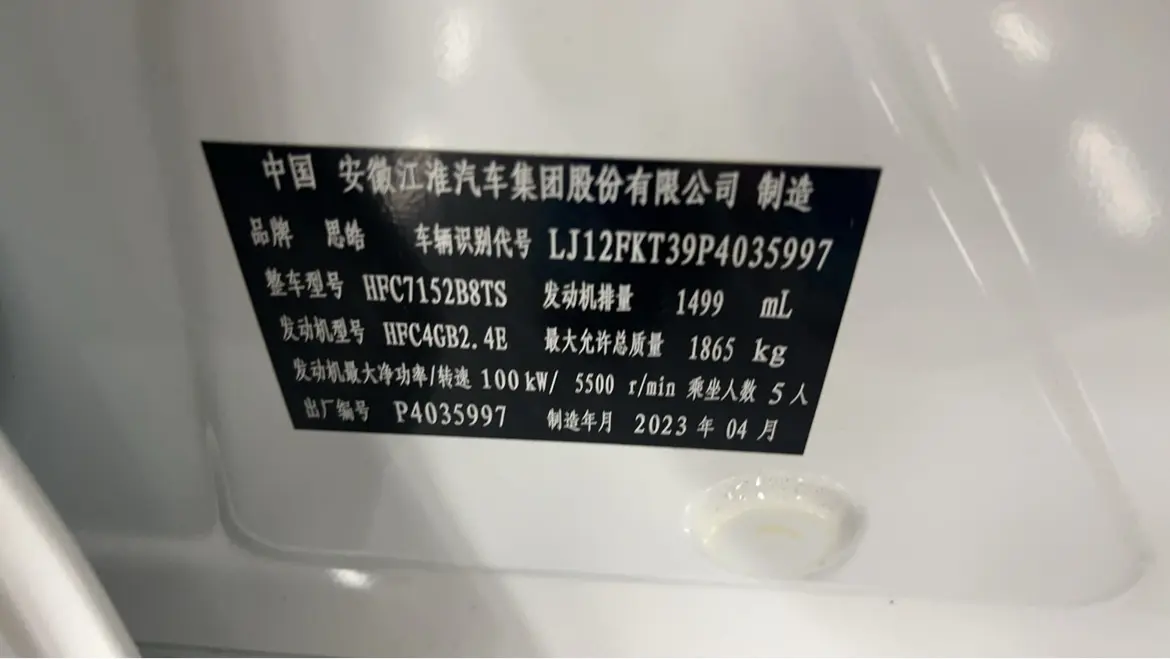 中国 安徽江淮汽车集团股份有限公司 制造
品牌 思皓 车辆识别代号 LJ12FKT39P4035997
整车型号 HFC7152B8TS 发动机排量 1499 mL
发动机型号 HFC4GB2.4E 最大允许总质量 1865 kg
发动机最大净功率/转速 100 kW/ 5500 r/min 乘坐人数 5 人
出厂编号 P4035997 制造年月 2023 年 04 月